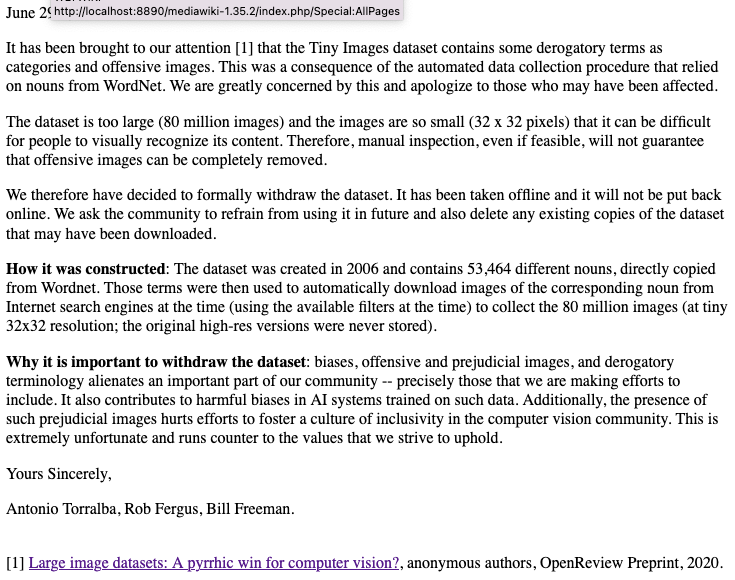 June 29
http://localhost:8890/mediawiki-1.35.2/index.php/Special:AllPages
It has been brought to our attention [1] that the Tiny Images dataset contains some derogatory terms as
categories and offensive images. This was a consequence of the automated data collection procedure that relied
on nouns from WordNet. We are greatly concerned by this and apologize to those who may have been affected.
The dataset is too large (80 million images) and the images are so small (32 x 32 pixels) that it can be difficult
for people to visually recognize its content. Therefore, manual inspection, even if feasible, will not guarantee
that offensive images can be completely removed.
We therefore have decided to formally withdraw the dataset. It has been taken offline and it will not be put back
online. We ask the community to refrain from using it in future and also delete any existing copies of the dataset
that may have been downloaded.
How it was constructed: The dataset was created in 2006 and contains 53,464 different nouns, directly copied
from Wordnet. Those terms were then used to automatically download images of the corresponding noun from
Internet search engines at the time (using the available filters at the time) to collect the 80 million images (at tiny
32x32 resolution; the original high-res versions were never stored).
Why it is important to withdraw the dataset: biases, offensive and prejudicial images, and derogatory
terminology alienates an important part of our community -- precisely those that we are making efforts to
include. It also contributes to harmful biases in AI systems trained on such data. Additionally, the presence of
such prejudicial images hurts efforts to foster a culture of inclusivity in the computer vision community. This is
extremely unfortunate and runs counter to the values that we strive to uphold.
Yours Sincerely,
Antonio Torralba, Rob Fergus, Bill Freeman.
[1] Large image datasets: A pyrrhic win for computer vision?, anonymous authors, OpenReview Preprint, 2020.